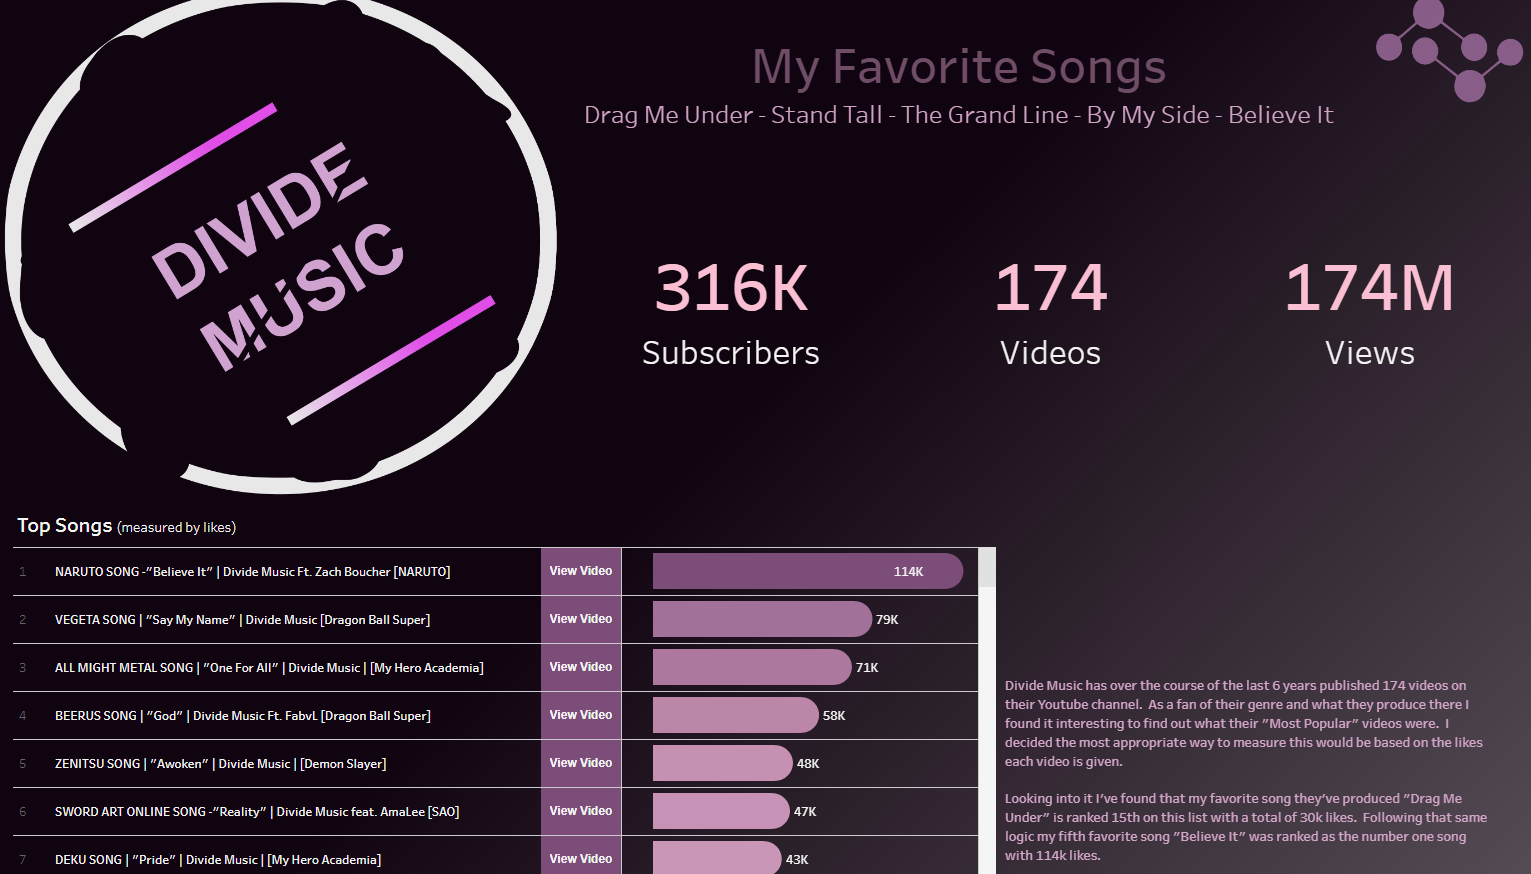 DIVIDE
MUSIC
My Favorite Songs
Drag Me Under - Stand Tall - The Grand Line - By My Side - Believe It
316K
Subscribers
174
Videos
174M
Views
Top Songs (measured by likes)
1 NARUTO SONG -"Believe It" | Divide Music Ft. Zach Boucher [NARUTO] View Video 114K
2 VEGETA SONG | "Say My Name" | Divide Music [Dragon Ball Super] View Video 79K
3 ALL MIGHT METAL SONG | "One For All" | Divide Music | [My Hero Academia] View Video 71K
4 BEERUS SONG | "God" | Divide Music Ft. FabvL [Dragon Ball Super] View Video 58K
5 ZENITSU SONG | "Awoken" | Divide Music | [Demon Slayer] View Video 48K
6 SWORD ART ONLINE SONG -"Reality" | Divide Music feat. AmaLee [SAO] View Video 47K
7 DEKU SONG | "Pride" | Divide Music | [My Hero Academia] View Video 43K
Divide Music has over the course of the last 6 years published 174 videos on
their Youtube channel.  As a fan of their genre and what they produce there I
found it interesting to find out what their "Most Popular" videos were.  I
decided the most appropriate way to measure this would be based on the likes
each video is given.
Looking into it I've found that my favorite song they've produced "Drag Me
Under" is ranked 15th on this list with a total of 30k likes.  Following that same
logic my fifth favorite song "Believe It" was ranked as the number one song
with 114k likes.